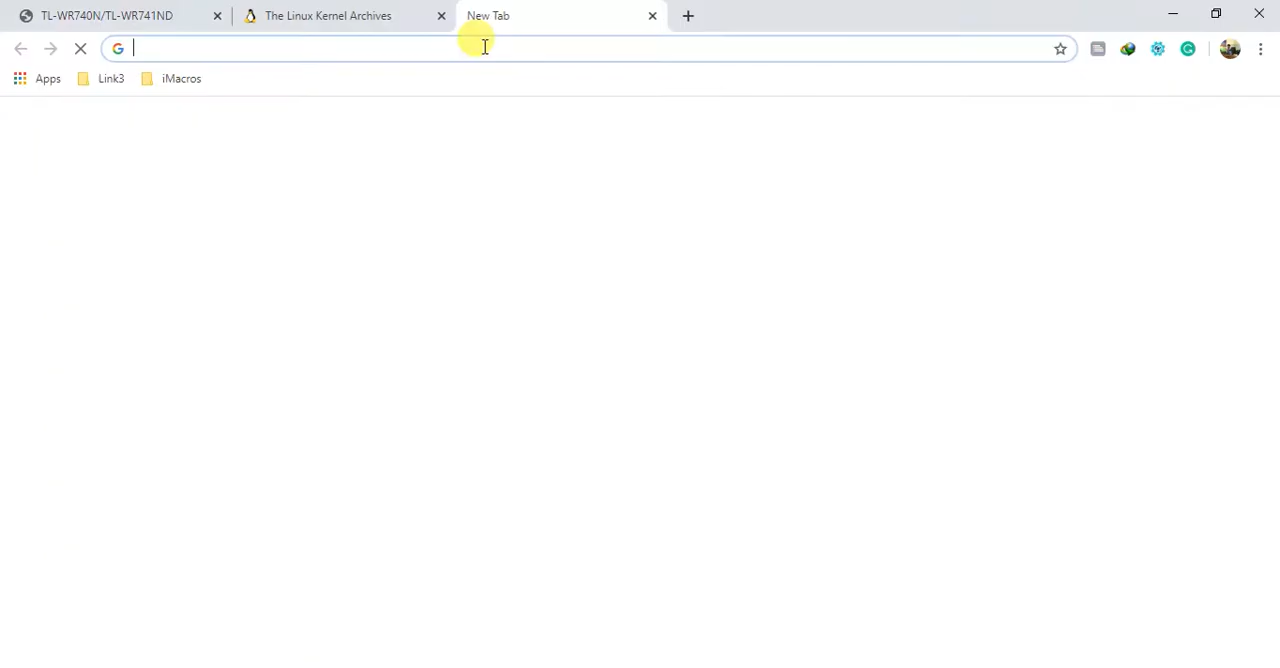 TL-WR740N/TL-WR741ND
The Linux Kernel Archives
New Tab
Apps
Link3
iMacros